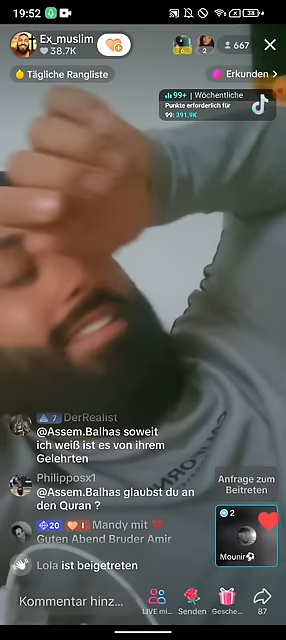 19:52
Ex_muslim
38.7K
667
Tägliche Rangliste
Erkunden >
99+ | Wöchentliche
Punkte erforderlich für
99: 391.9K
7 DerRealist
@Assem.Balhas soweit
ich weiß ist es von ihrem
Gelehrten
Philipposx1
@Assem.Balhas glaubst du an
den Quran ?
Anfrage zum
Beitreten
20 1 Mandy mit
Guten Abend Bruder Amir
2
Mounir⚽
Lola ist beigetreten
Kommentar hinz...
LIVE mi...
Senden
Gesche...
87